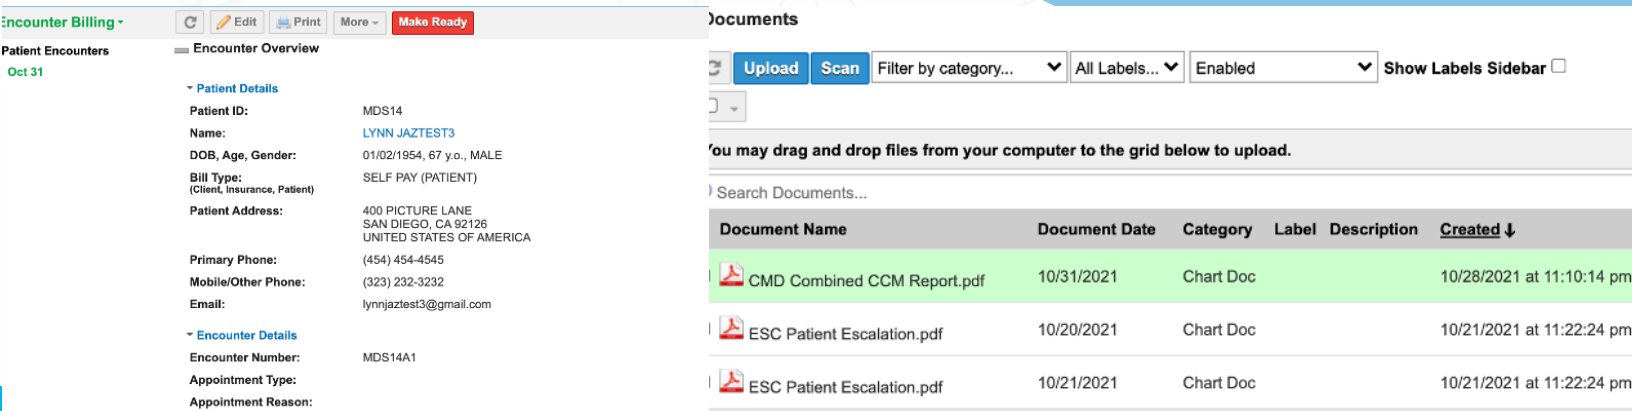 Encounter Billing
Edit Print More Make Ready
Patient Encounters
Oct 31
Encounter Overview
Patient Details
Patient ID: MDS14
Name: LYNN JAZTEST3
DOB, Age, Gender: 01/02/1954, 67 y.o., MALE
Bill Type: SELF PAY (PATIENT)
(Client, Insurance, Patient)
Patient Address: 400 PICTURE LANE
SAN DIEGO, CA 92126
UNITED STATES OF AMERICA
Primary Phone: (454) 454-4545
Mobile/Other Phone: (323) 232-3232
Email: lynnjaztest3@gmail.com
Encounter Details
Encounter Number: MDS14A1
Appointment Type:
Appointment Reason:
Documents
Upload Scan Filter by category... All Labels... Enabled Show Labels Sidebar
You may drag and drop files from your computer to the grid below to upload.
Search Documents...
Document Name Document Date Category Label Description Created ↓
CMD Combined CCM Report.pdf 10/31/2021 Chart Doc 10/28/2021 at 11:10:14 pm
ESC Patient Escalation.pdf 10/20/2021 Chart Doc 10/21/2021 at 11:22:24 pm
ESC Patient Escalation.pdf 10/21/2021 Chart Doc 10/21/2021 at 11:22:24 pm